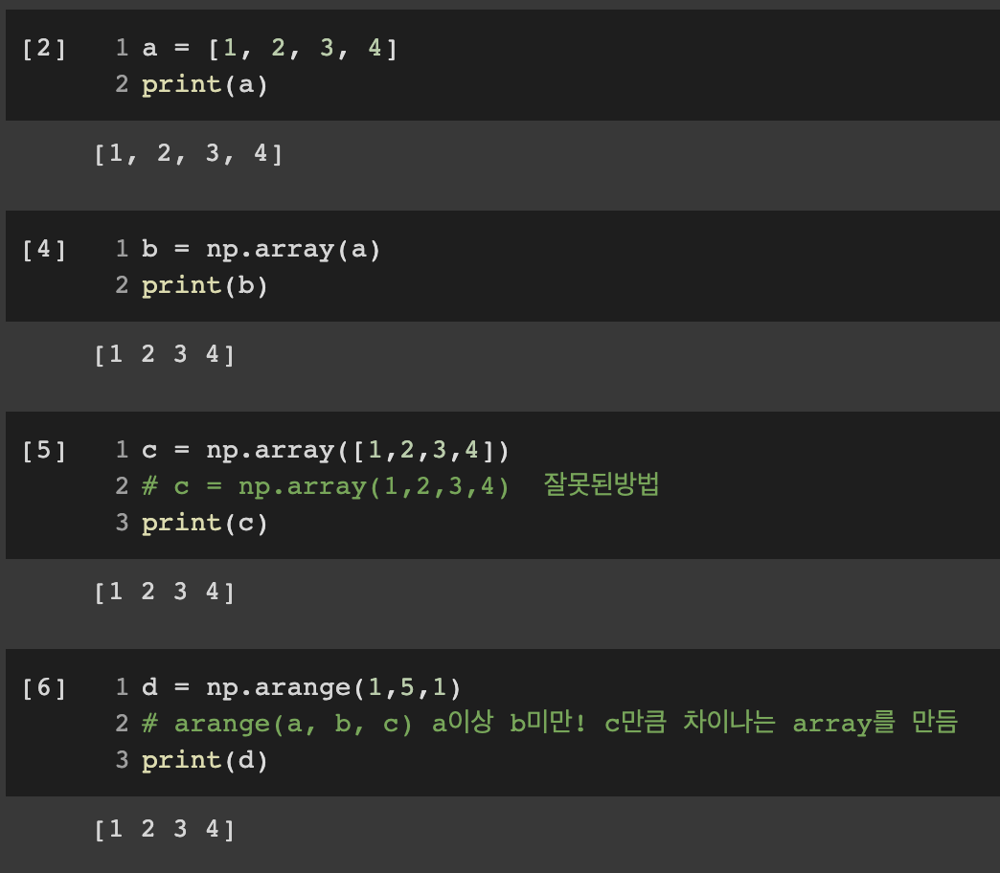 [2] 1 a = [1, 2, 3, 4]
2 print(a)
[1, 2, 3, 4]
[4] 1 b = np.array(a)
2 print(b)
[1 2 3 4]
[5] 1 c = np.array([1,2,3,4])
2 # c = np.array(1,2,3,4)  잘못된방법
3 print(c)
[1 2 3 4]
[6] 1 d = np.arange(1,5,1)
2 # arange(a, b, c) a이상 b미만! c만큼 차이나는 array를 만듬
3 print(d)
[1 2 3 4]